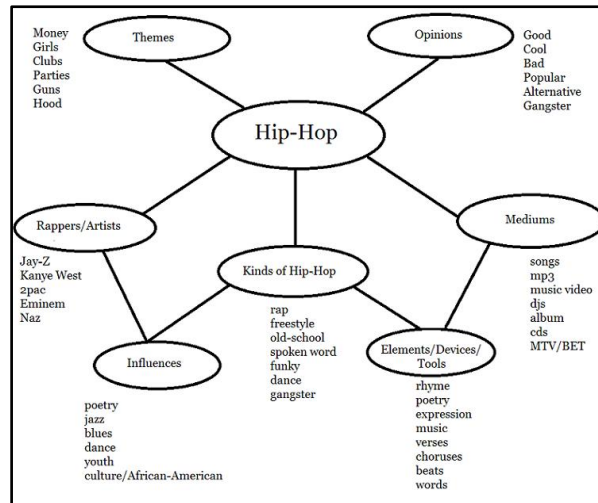 Themes
Money
Girls
Clubs
Parties
Guns
Hood
Opinions
Good
Cool
Bad
Popular
Alternative
Gangster
Hip-Hop
Rappers/Artists
Jay-Z
Kanye West
2pac
Eminem
Naz
Kinds of Hip-Hop
rap
freestyle
old-school
spoken word
funky
dance
gangster
Mediums
songs
mp3
music video
djs
album
cds
MTV/BET
Influences
poetry
jazz
blues
dance
youth
culture/African-American
Elements/Devices/
Tools
rhyme
poetry
expression
music
verses
choruses
beats
words